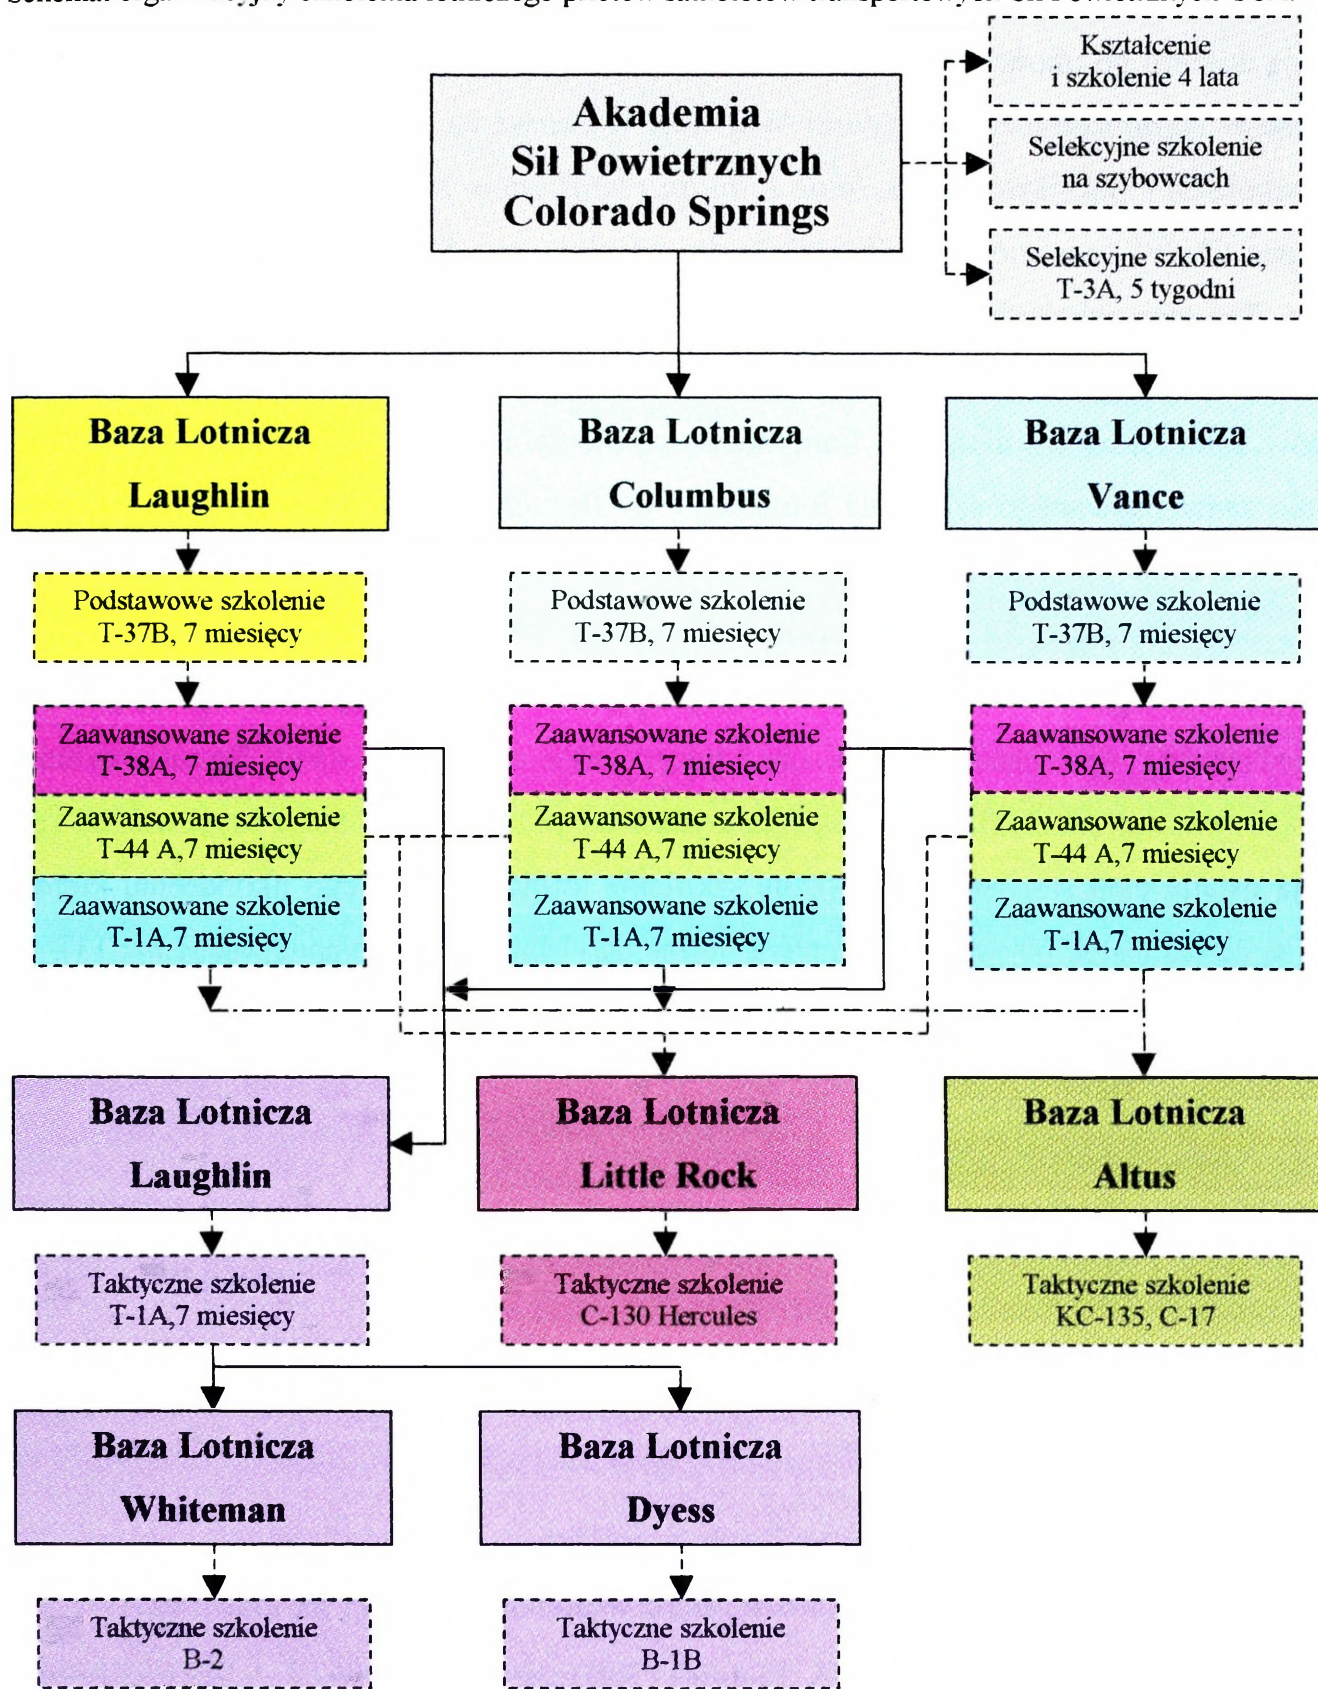 Akademia
Sił Powietrznych
Colorado Springs
Kształcenie
i szkolenie 4 lata
Selekcyjne szkolenie
na szybowcach
Selekcyjne szkolenie,
T-3A, 5 tygodni
Baza Lotnicza
Laughlin
Baza Lotnicza
Columbus
Baza Lotnicza
Vance
Podstawowe szkolenie
T-37B, 7 miesięcy
Podstawowe szkolenie
T-37B, 7 miesięcy
Podstawowe szkolenie
T-37B, 7 miesięcy
Zaawansowane szkolenie
T-38A, 7 miesięcy
Zaawansowane szkolenie
T-44 A,7 miesięcy
Zaawansowane szkolenie
T-1A,7 miesięcy
Zaawansowane szkolenie
T-38A, 7 miesięcy
Zaawansowane szkolenie
T-44 A,7 miesięcy
Zaawansowane szkolenie
T-1A,7 miesięcy
Zaawansowane szkolenie
T-38A, 7 miesięcy
Zaawansowane szkolenie
T-44 A,7 miesięcy
Zaawansowane szkolenie
T-1A,7 miesięcy
Baza Lotnicza
Laughlin
Baza Lotnicza
Little Rock
Baza Lotnicza
Altus
Taktyczne szkolenie
T-1A,7 miesięcy
Taktyczne szkolenie
C-130 Hercules
Taktyczne szkolenie
KC-135, C-17
Baza Lotnicza
Whiteman
Baza Lotnicza
Dyess
Taktyczne szkolenie
B-2
Taktyczne szkolenie
B-1B